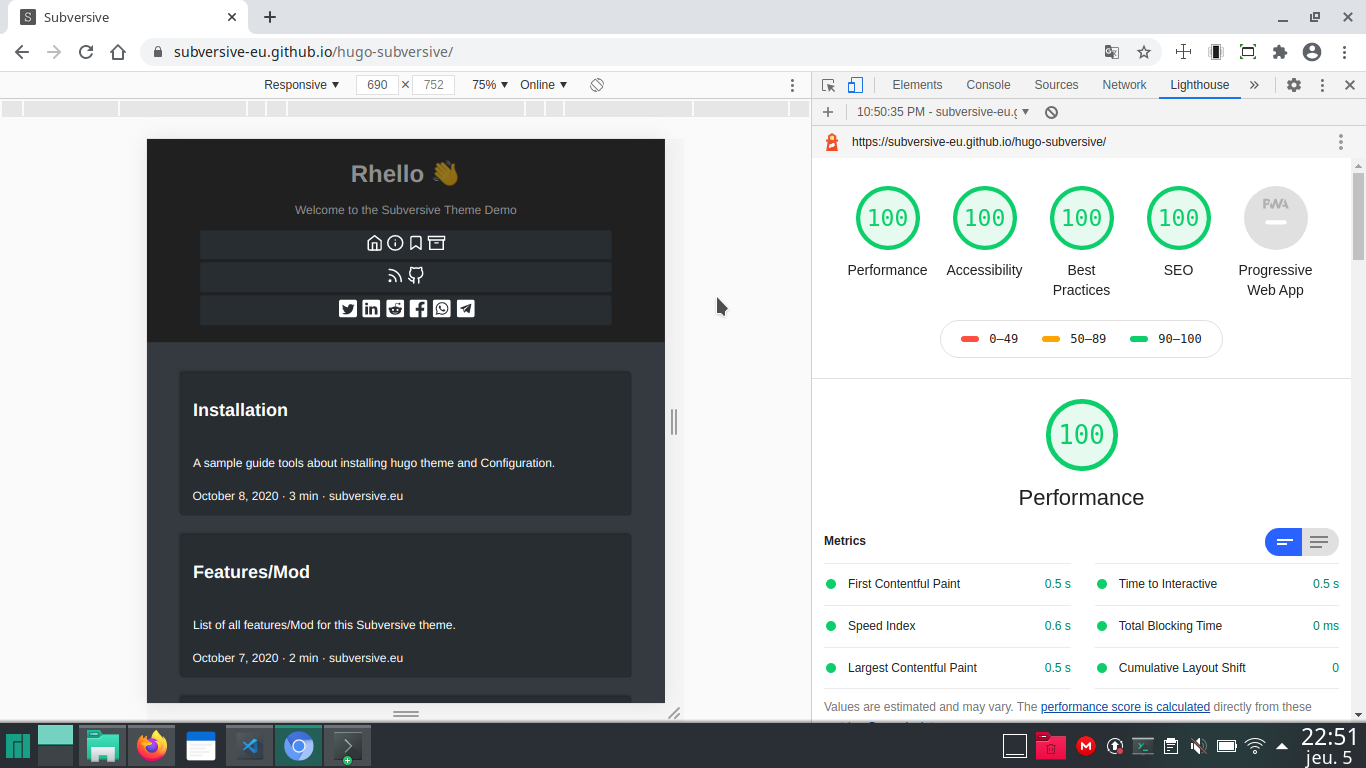 S Subversive
subversive-eu.github.io/hugo-subversive/
Responsive 690 × 752 75% Online
Elements Console Sources Network Lighthouse
10:50:35 PM - subversive-eu.g
https://subversive-eu.github.io/hugo-subversive/
Rhello 👋
Welcome to the Subversive Theme Demo
Installation
A sample guide tools about installing hugo theme and Configuration.
October 8, 2020 · 3 min · subversive.eu
Features/Mod
List of all features/Mod for this Subversive theme.
October 7, 2020 · 2 min · subversive.eu
100 100 100 100 PWA
Performance Accessibility Best Practices SEO Progressive Web App
0–49 50–89 90–100
100
Performance
Metrics
First Contentful Paint 0.5 s
Time to Interactive 0.5 s
Speed Index 0.6 s
Total Blocking Time 0 ms
Largest Contentful Paint 0.5 s
Cumulative Layout Shift 0
Values are estimated and may vary. The performance score is calculated directly from these
22:51
jeu. 5